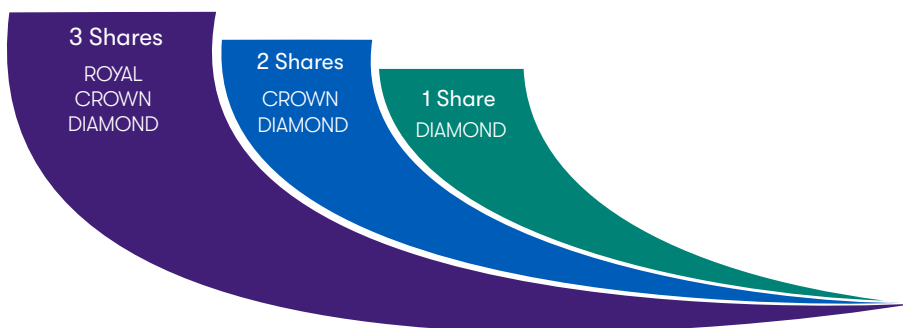 3 Shares
ROYAL
CROWN
DIAMOND
2 Shares
CROWN
DIAMOND
1 Share
DIAMOND